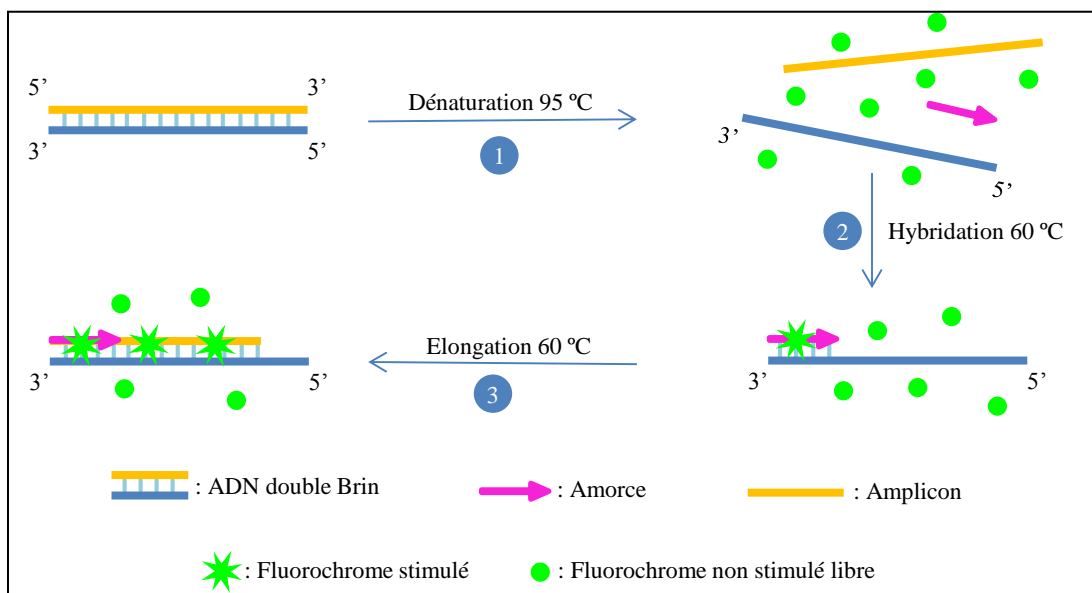 5’ 3’
3’ 5’
Dénaturation 95 ºC
1
3’
5’
2
Hybridation 60 ºC
3’ 5’
Elongation 60 ºC
3
3’ 5’
: ADN double Brin
: Amorce
: Amplicon
: Fluorochrome stimulé
: Fluorochrome non stimulé libre